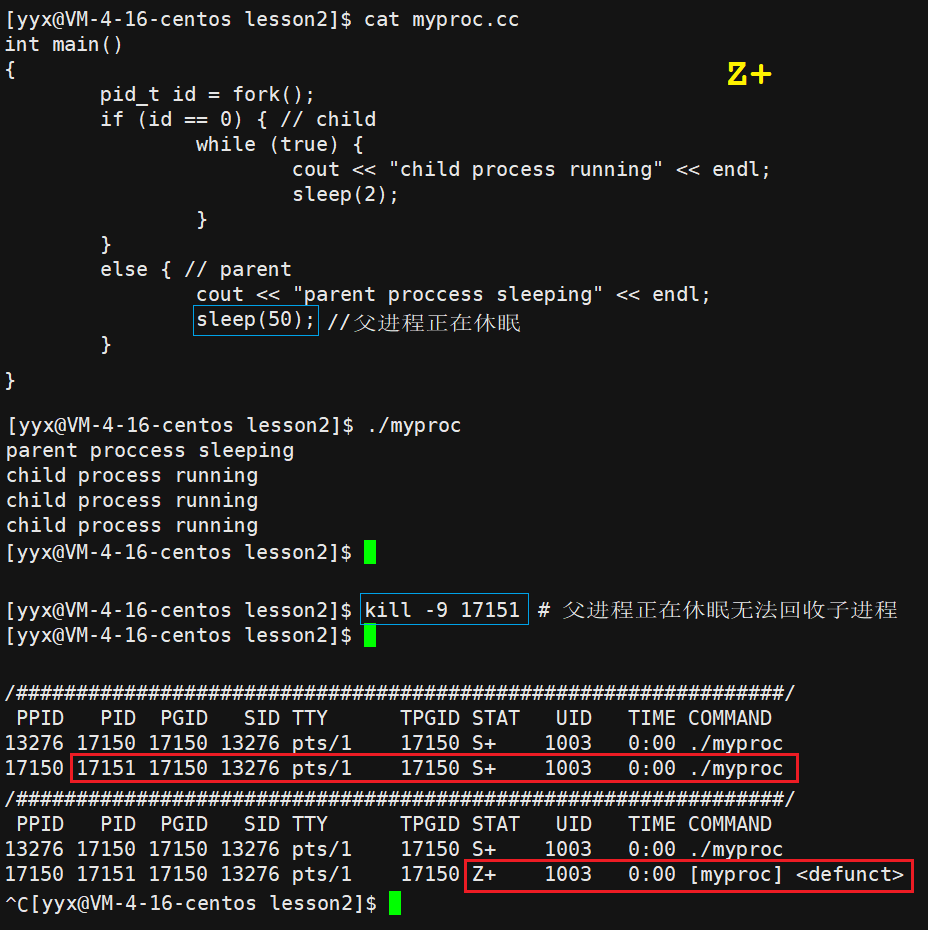 [yyx@VM-4-16-centos lesson2]$ cat myproc.cc
int main()
{
Z+
        pid_t id = fork();
        if (id == 0) { // child
                while (true) {
                        cout << "child process running" << endl;
                        sleep(2);
                }
        }
        else { // parent
                cout << "parent proccess sleeping" << endl;
                sleep(50); //父进程正在休眠
        }
}
[yyx@VM-4-16-centos lesson2]$ ./myproc
parent proccess sleeping
child process running
child process running
child process running
[yyx@VM-4-16-centos lesson2]$
[yyx@VM-4-16-centos lesson2]$ kill -9 17151 # 父进程正在休眠无法回收子进程
[yyx@VM-4-16-centos lesson2]$
/################################################################/
 PPID   PID  PGID   SID TTY      TPGID STAT   UID   TIME COMMAND
13276 17150 17150 13276 pts/1    17150 S+    1003   0:00 ./myproc
17150 17151 17150 13276 pts/1    17150 S+    1003   0:00 ./myproc
/################################################################/
 PPID   PID  PGID   SID TTY      TPGID STAT   UID   TIME COMMAND
13276 17150 17150 13276 pts/1    17150 S+    1003   0:00 ./myproc
17150 17151 17150 13276 pts/1    17150 Z+    1003   0:00 [myproc] <defunct>
^C[yyx@VM-4-16-centos lesson2]$